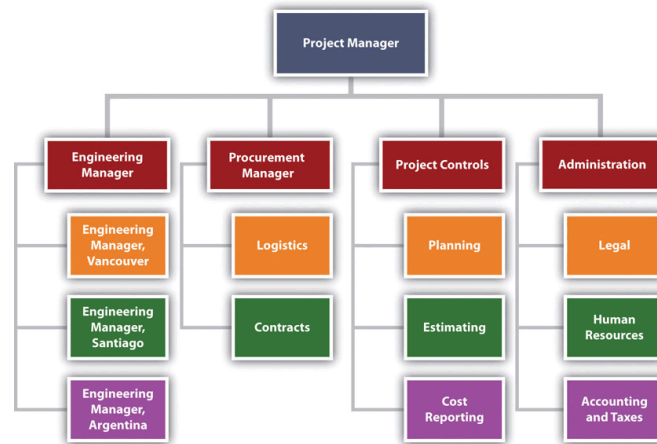 Project Manager
Engineering
Manager
Procurement
Manager
Project Controls
Administration
Engineering
Manager,
Vancouver
Logistics
Planning
Legal
Engineering
Manager,
Santiago
Contracts
Estimating
Human
Resources
Engineering
Manager,
Argentina
Cost
Reporting
Accounting
and Taxes